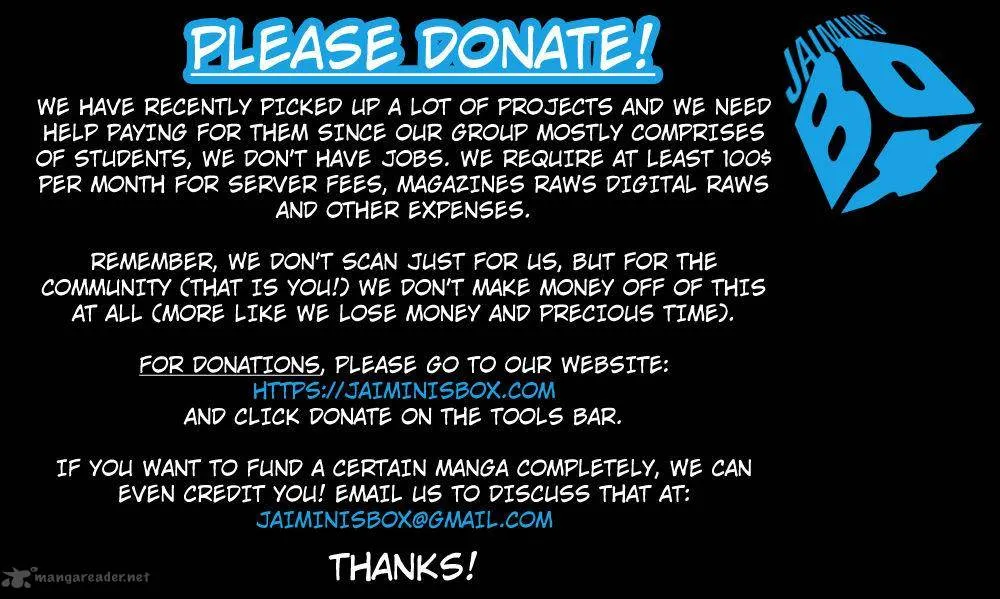 PLEASE DONATE!
JAIMINIS
BOX
WE HAVE RECENTLY PICKED UP A LOT OF PROJECTS AND WE NEED
HELP PAYING FOR THEM SINCE OUR GROUP MOSTLY COMPRISES
OF STUDENTS, WE DON'T HAVE JOBS. WE REQUIRE AT LEAST 100$
PER MONTH FOR SERVER FEES, MAGAZINES RAWS DIGITAL RAWS
AND OTHER EXPENSES.
REMEMBER, WE DON'T SCAN JUST FOR US, BUT FOR THE
COMMUNITY (THAT IS YOU!) WE DON'T MAKE MONEY OFF OF THIS
AT ALL (MORE LIKE WE LOSE MONEY AND PRECIOUS TIME).
FOR DONATIONS, PLEASE GO TO OUR WEBSITE:
HTTPS://JAIMINISBOX.COM
AND CLICK DONATE ON THE TOOLS BAR.
IF YOU WANT TO FUND A CERTAIN MANGA COMPLETELY, WE CAN
EVEN CREDIT YOU! EMAIL US TO DISCUSS THAT AT:
JAIMINISBOX@GMAIL.COM
THANKS!
mangareader.net